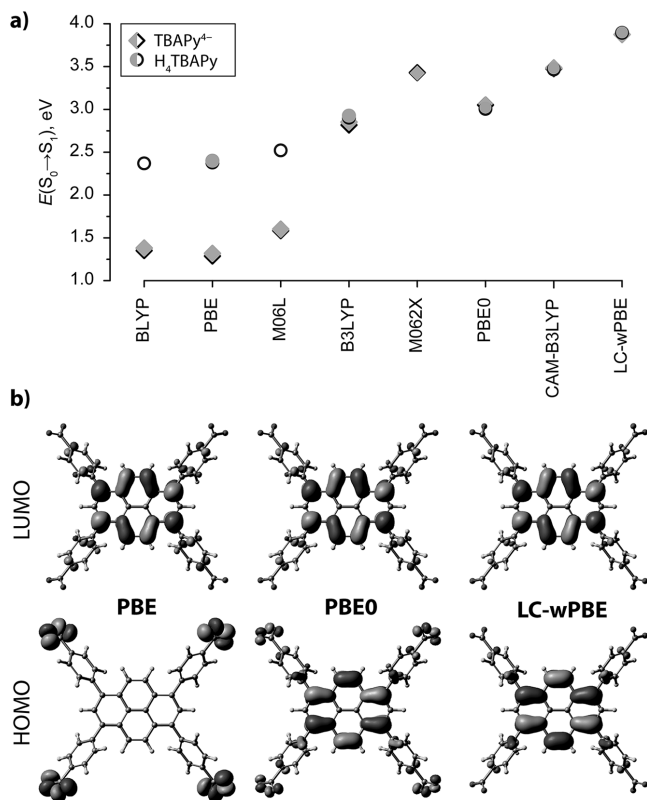 a)
TBAPy⁴⁻
H₄TBAPy
E(S₀→S₁), eV
4.0
3.5
3.0
2.5
2.0
1.5
1.0
BLYP
PBE
M06L
B3LYP
M062X
PBE0
CAM-B3LYP
LC-wPBE
b)
LUMO
PBE
PBE0
LC-wPBE
HOMO